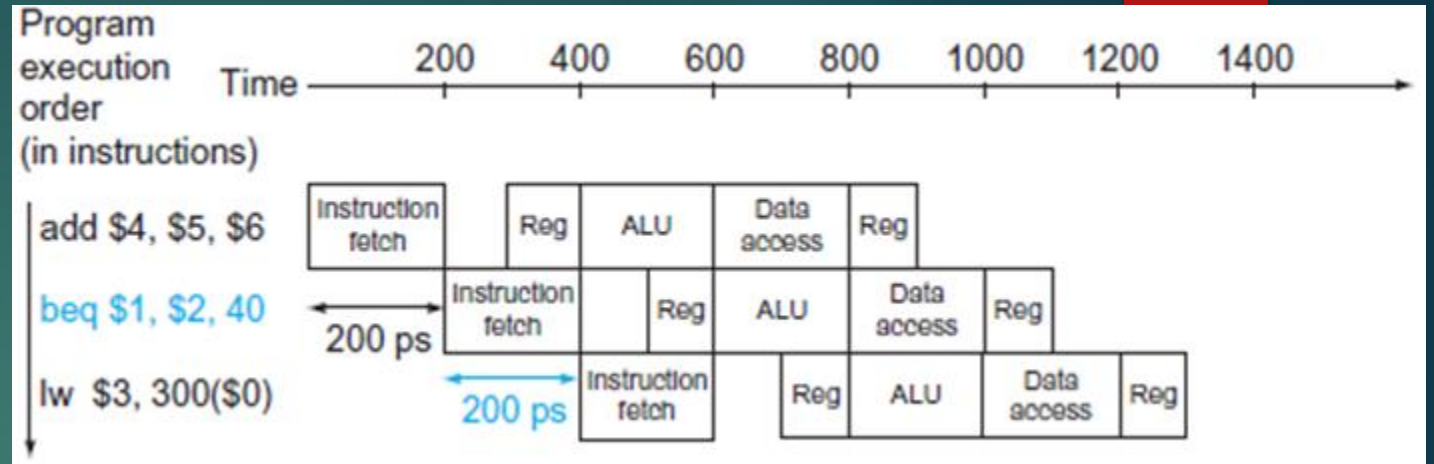 Program
execution
order
(in instructions)
Time
200 400 600 800 1000 1200 1400
add $4, $5, $6
Instruction
fetch
Reg
ALU
Data
access
Reg
beq $1, $2, 40
200 ps
Instruction
fetch
Reg
ALU
Data
access
Reg
lw $3, 300($0)
200 ps
Instruction
fetch
Reg
ALU
Data
access
Reg